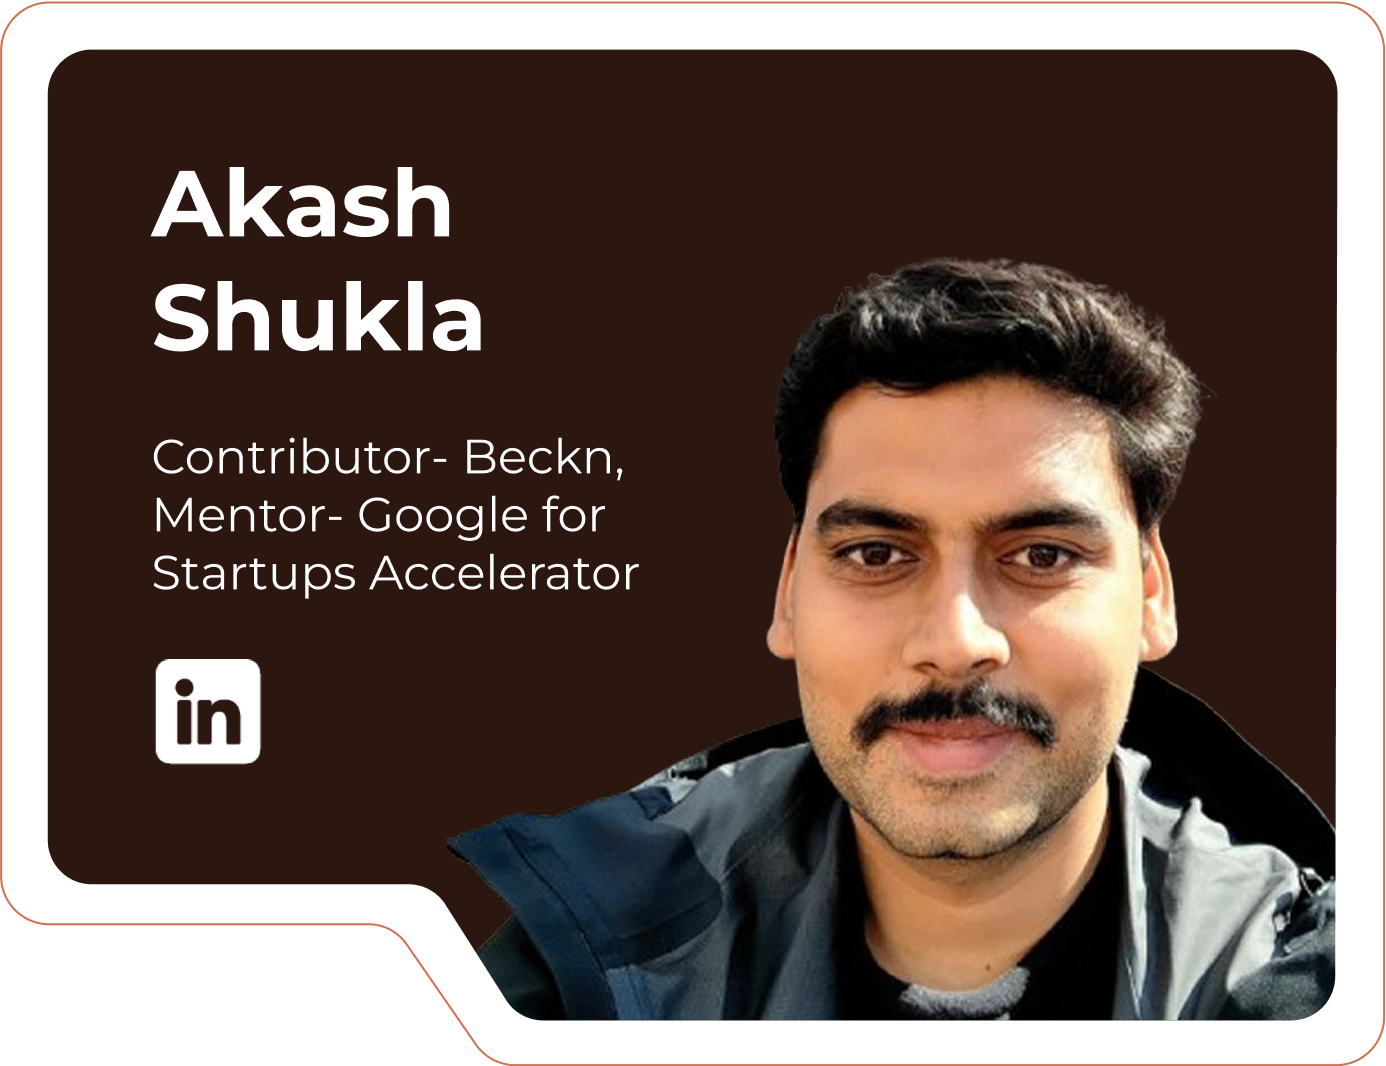 Akash
Shukla
Contributor- Beckn,
Mentor- Google for
Startups Accelerator
in